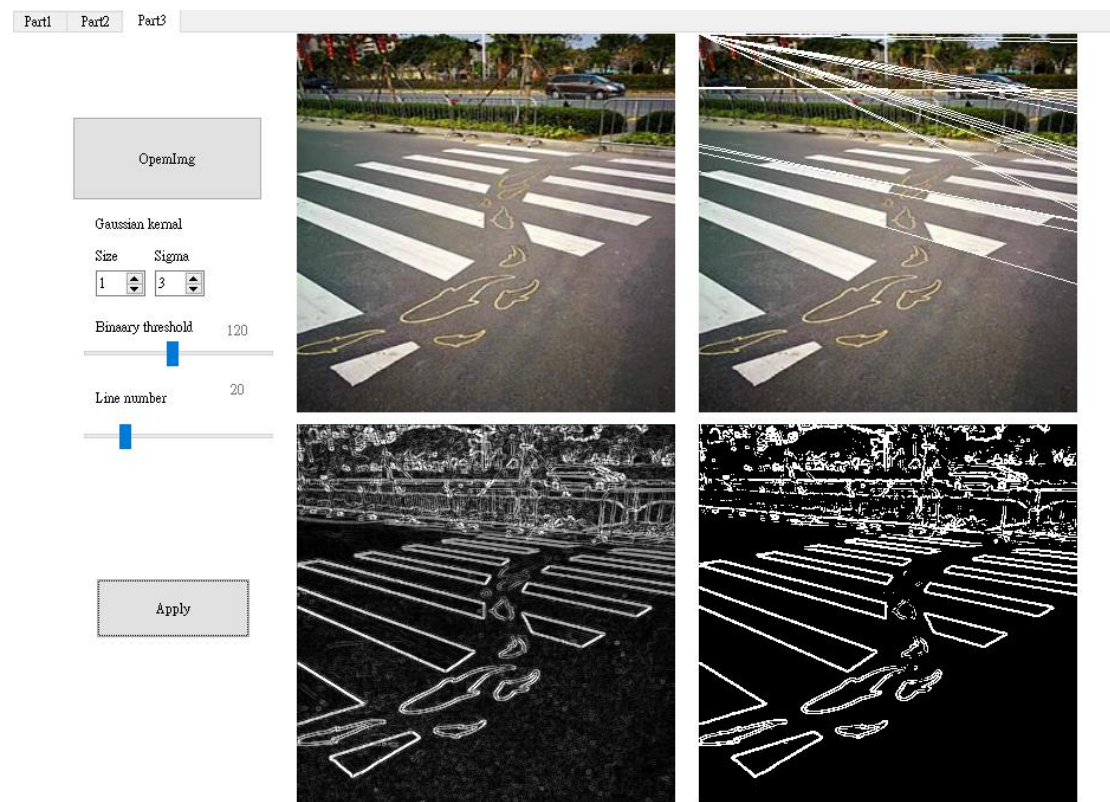 Part1 Part2 Part3
OpemImg
Gaussian kernal
Size Sigma
1 3
Binaary threshold 120
Line number 20
Apply